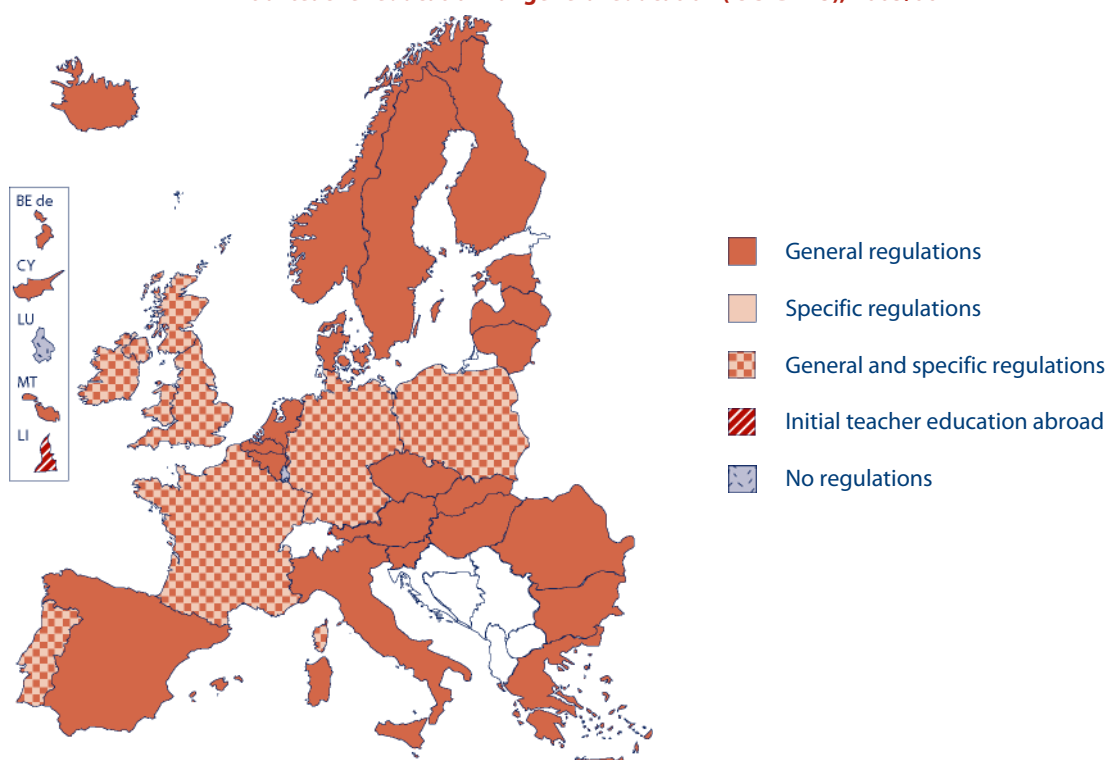 BE de
CY
LU
MT
LI
General regulations
Specific regulations
General and specific regulations
Initial teacher education abroad
No regulations